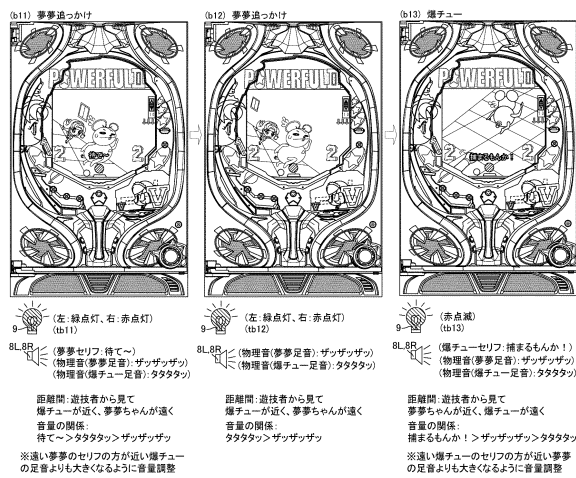 (b11) 夢夢追っかけ
POWERFUL
待て～
2
2
V
V
9
(左:緑点灯、右:赤点灯)
(tb11)
8L,8R
(夢夢セリフ:待て～)
(物理音(夢夢足音):ザッザッザッ)
(物理音(爆チュー足音):タタタタッ)
距離間:遊技者から見て
爆チューが近く、夢夢ちゃんが遠く
音量の関係:
待て～＞タタタタッ＞ザッザッザッ
※遠い夢夢のセリフの方が近い爆チュー
の足音よりも大きくなるように音量調整
(b12) 夢夢追っかけ
POWERFUL
2
2
V
V
9
(左:緑点灯、右:赤点灯)
(tb12)
8L,8R
(物理音(夢夢足音):ザッザッザッ)
(物理音(爆チュー足音):タタタタッ)
距離間:遊技者から見て
爆チューが近く、夢夢ちゃんが遠く
音量の関係:
タタタタッ＞ザッザッザッ
(b13) 爆チュー
POWERFUL
捕まるもんか！
2
2
V
V
9
(赤点滅)
(tb13)
8L,8R
(爆チューセリフ:捕まるもんか！)
(物理音(夢夢足音):ザッザッザッ)
(物理音(爆チュー足音):タタタタッ)
距離間:遊技者から見て
夢夢ちゃんが近く、爆チューが遠く
音量の関係:
捕まるもんか！＞ザッザッザッ＞タタタタッ
※遠い爆チューのセリフの方が近い夢夢
の足音よりも大きくなるように音量調整